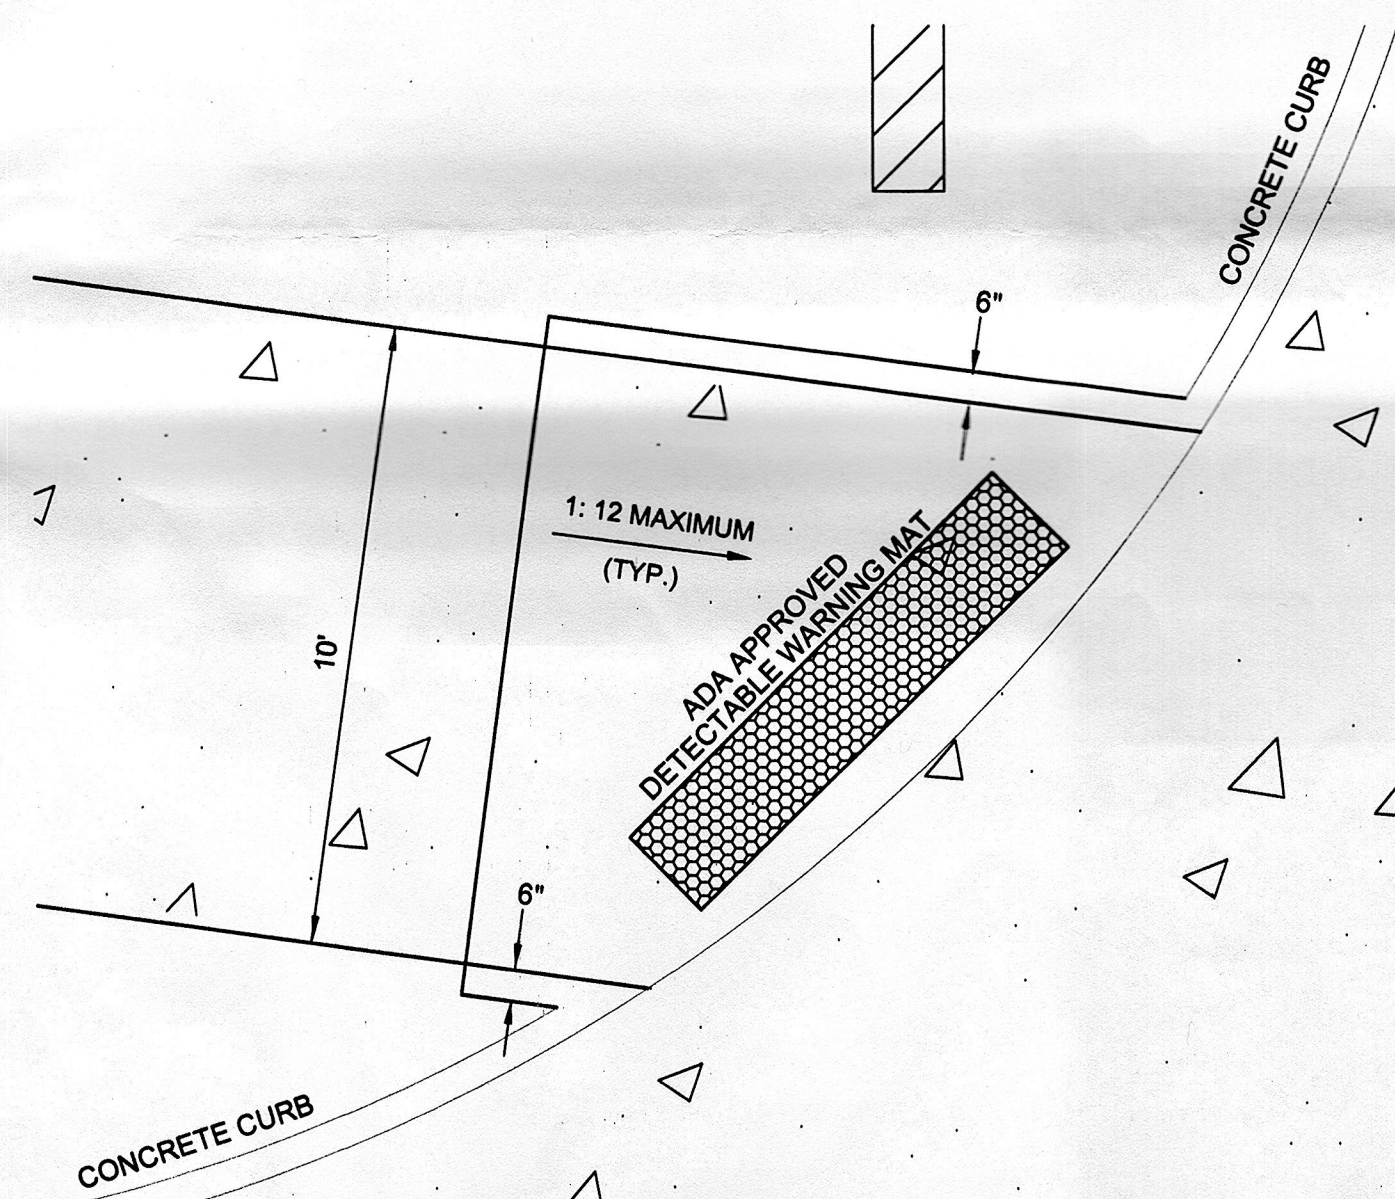 CONCRETE CURB
6"
1: 12 MAXIMUM
(TYP.)
ADA APPROVED
DETECTABLE WARNING MAT
10'
6"
CONCRETE CURB